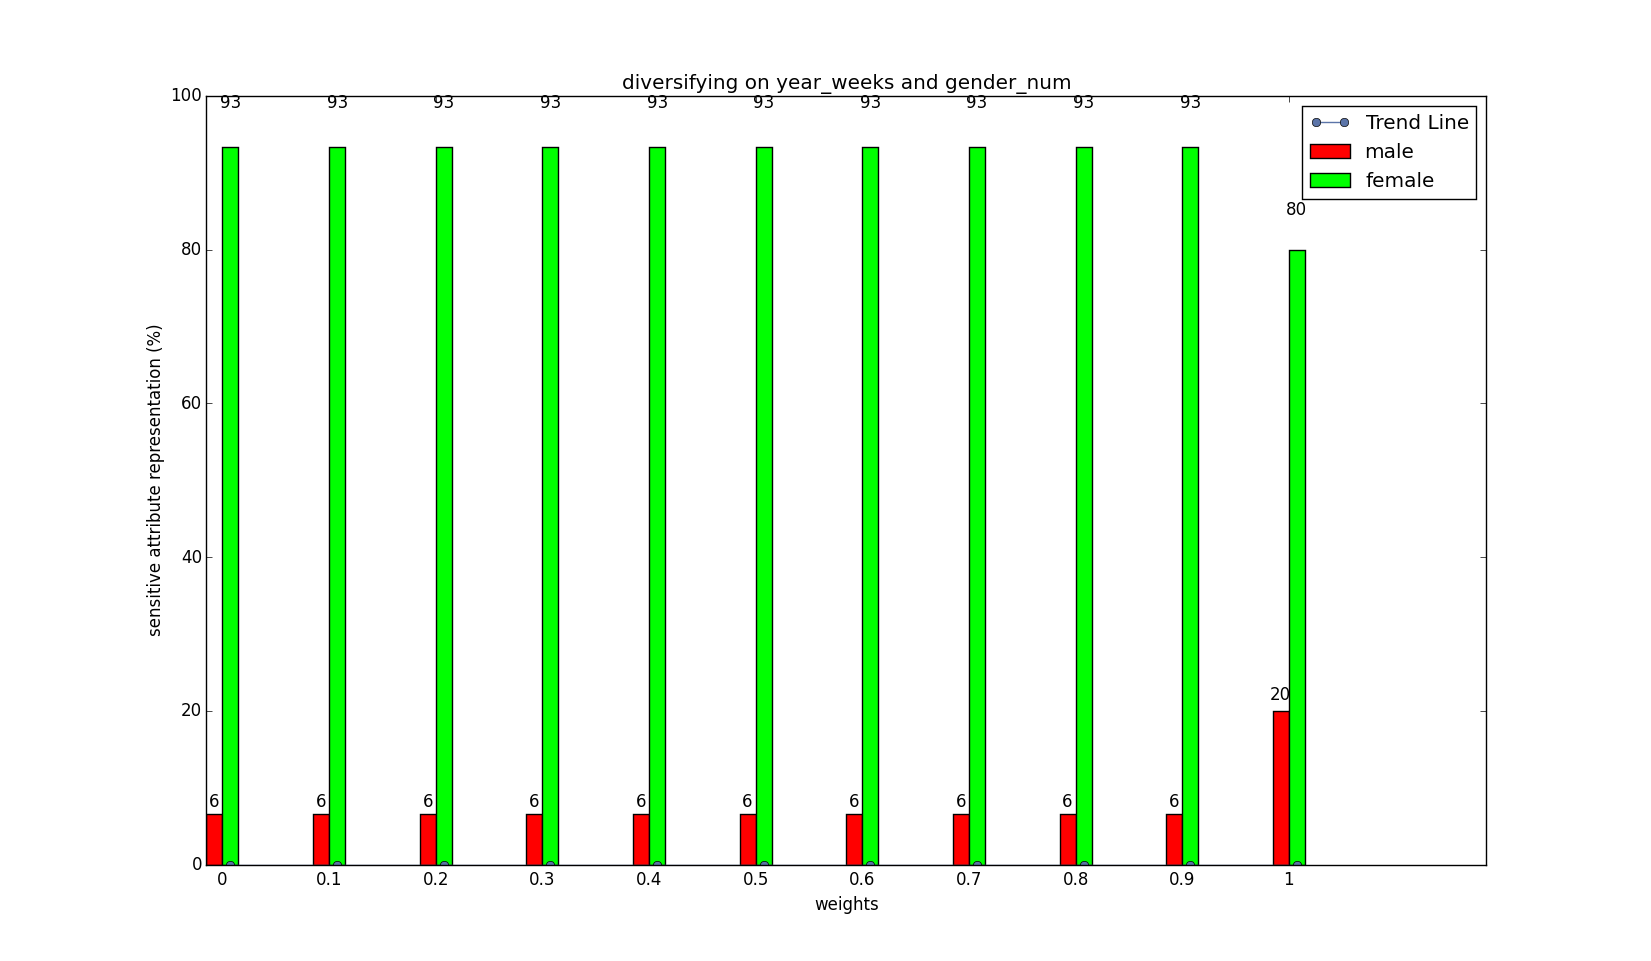 diversifying on year_weeks and gender_num
100
93 93 93 93 93 93 93 93 93 93
Trend Line
male
female
80
80
60
sensitive attribute representation (%)
40
20
20
6 6 6 6 6 6 6 6 6 6
0
0 0.1 0.2 0.3 0.4 0.5 0.6 0.7 0.8 0.9 1
weights